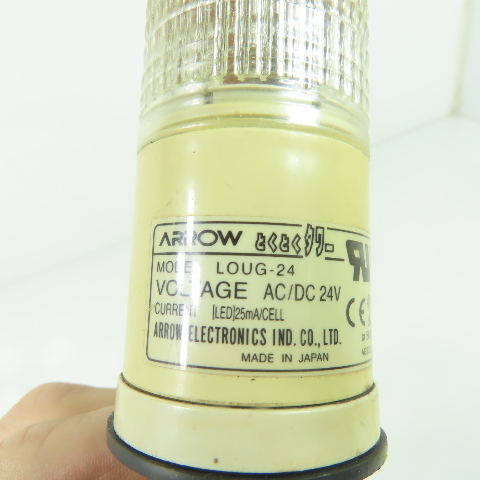 ARROW とくとくタワー
MODEL LOUG-24
VOLTAGE AC/DC 24V
CURRENT [LED]25mA/CELL
ARROW ELECTRONICS IND. CO., LTD.
MADE IN JAPAN
CE